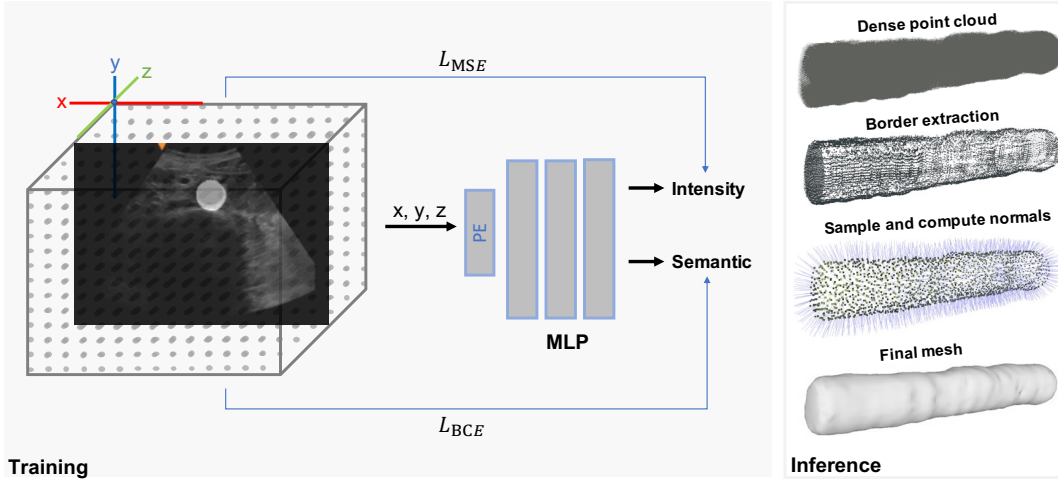 y
z
x
L_MSE
x, y, z
PE
MLP
Intensity
Semantic
L_BCE
Training
Dense point cloud
Border extraction
Sample and compute normals
Final mesh
Inference